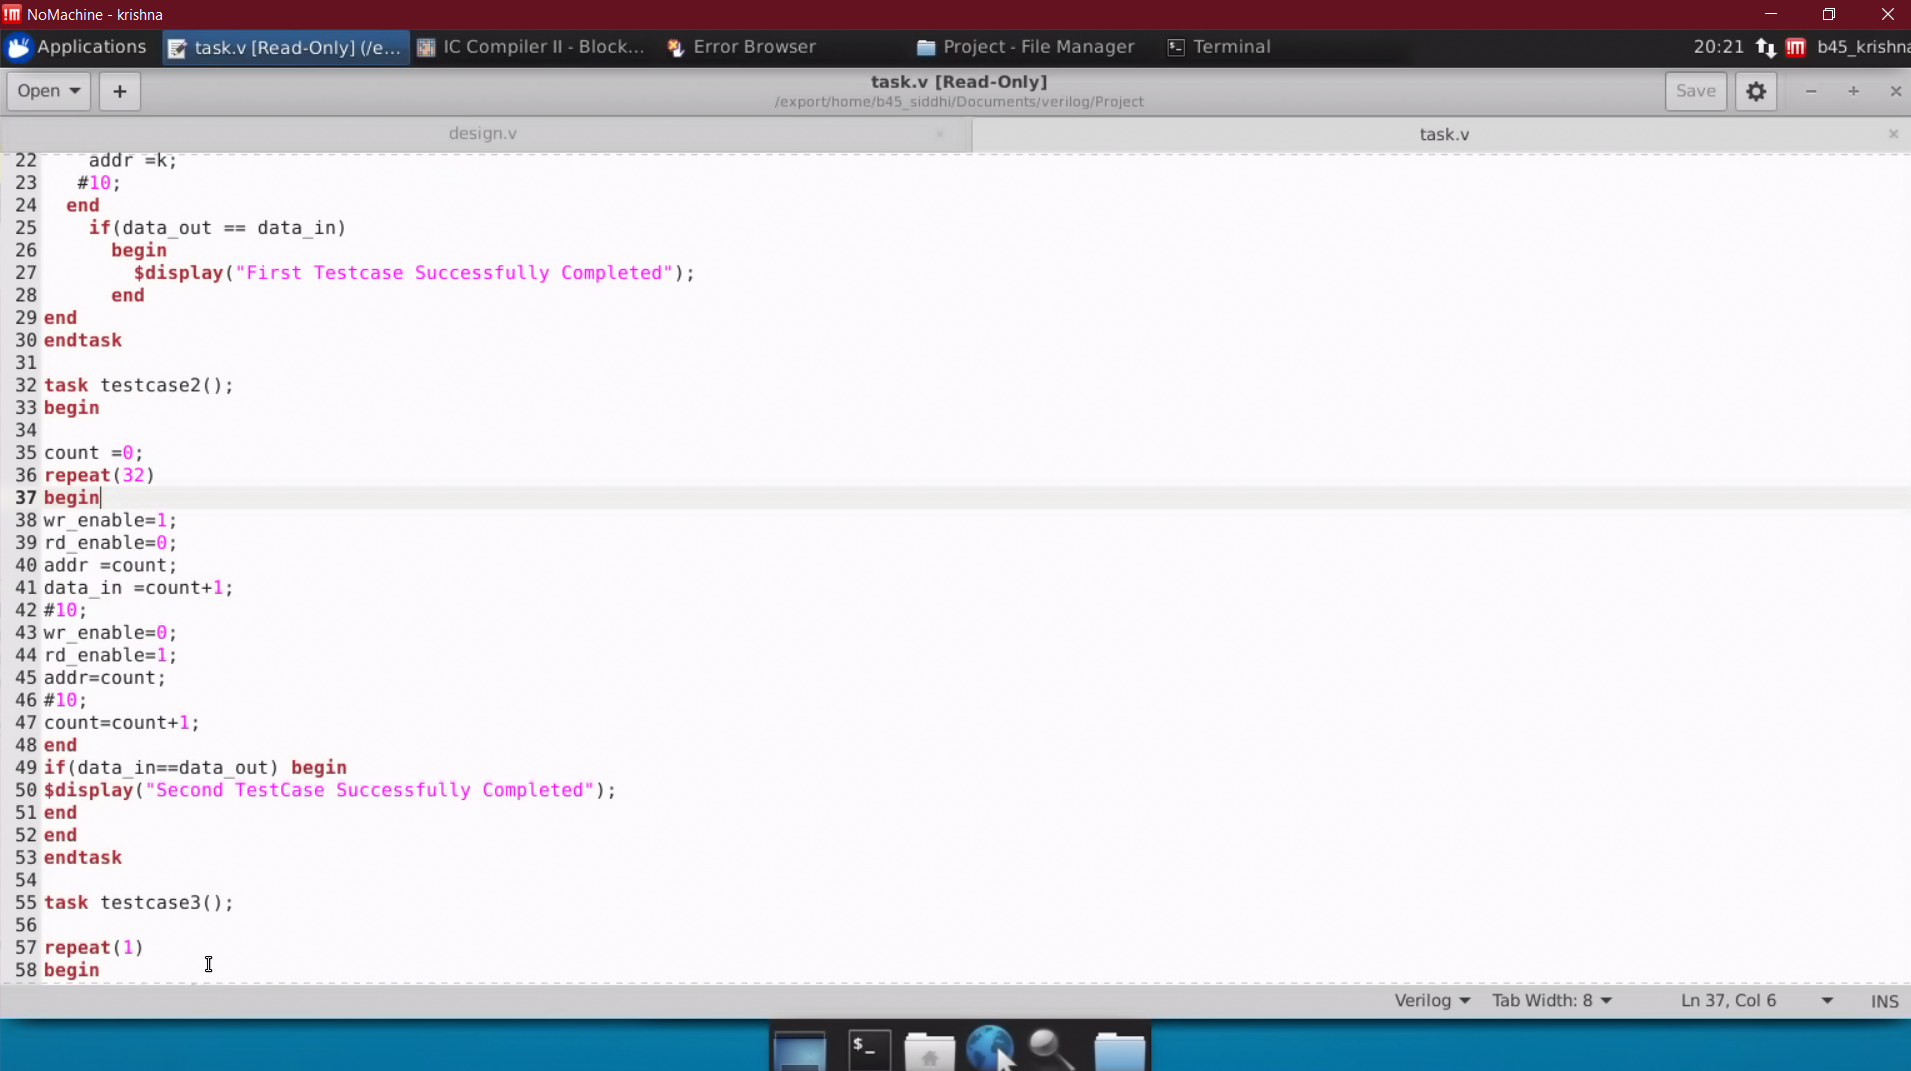 NoMachine - krishna
Applications
task.v [Read-Only] (/e...
IC Compiler II - Block...
Error Browser
Project - File Manager
Terminal
20:21
b45_krishna
Open
+
task.v [Read-Only]
/export/home/b45_siddhi/Documents/verilog/Project
Save
design.v
task.v
22 addr =k;
23 #10;
24 end
25 if(data_out == data_in)
26 begin
27 $display("First Testcase Successfully Completed");
28 end
29 end
30 endtask
31
32 task testcase2();
33 begin
34
35 count =0;
36 repeat(32)
37 begin
38 wr_enable=1;
39 rd_enable=0;
40 addr =count;
41 data_in =count+1;
42 #10;
43 wr_enable=0;
44 rd_enable=1;
45 addr=count;
46 #10;
47 count=count+1;
48 end
49 if(data_in==data_out) begin
50 $display("Second TestCase Successfully Completed");
51 end
52 end
53 endtask
54
55 task testcase3();
56
57 repeat(1)
58 begin
Verilog
Tab Width: 8
Ln 37, Col 6
INS
$_